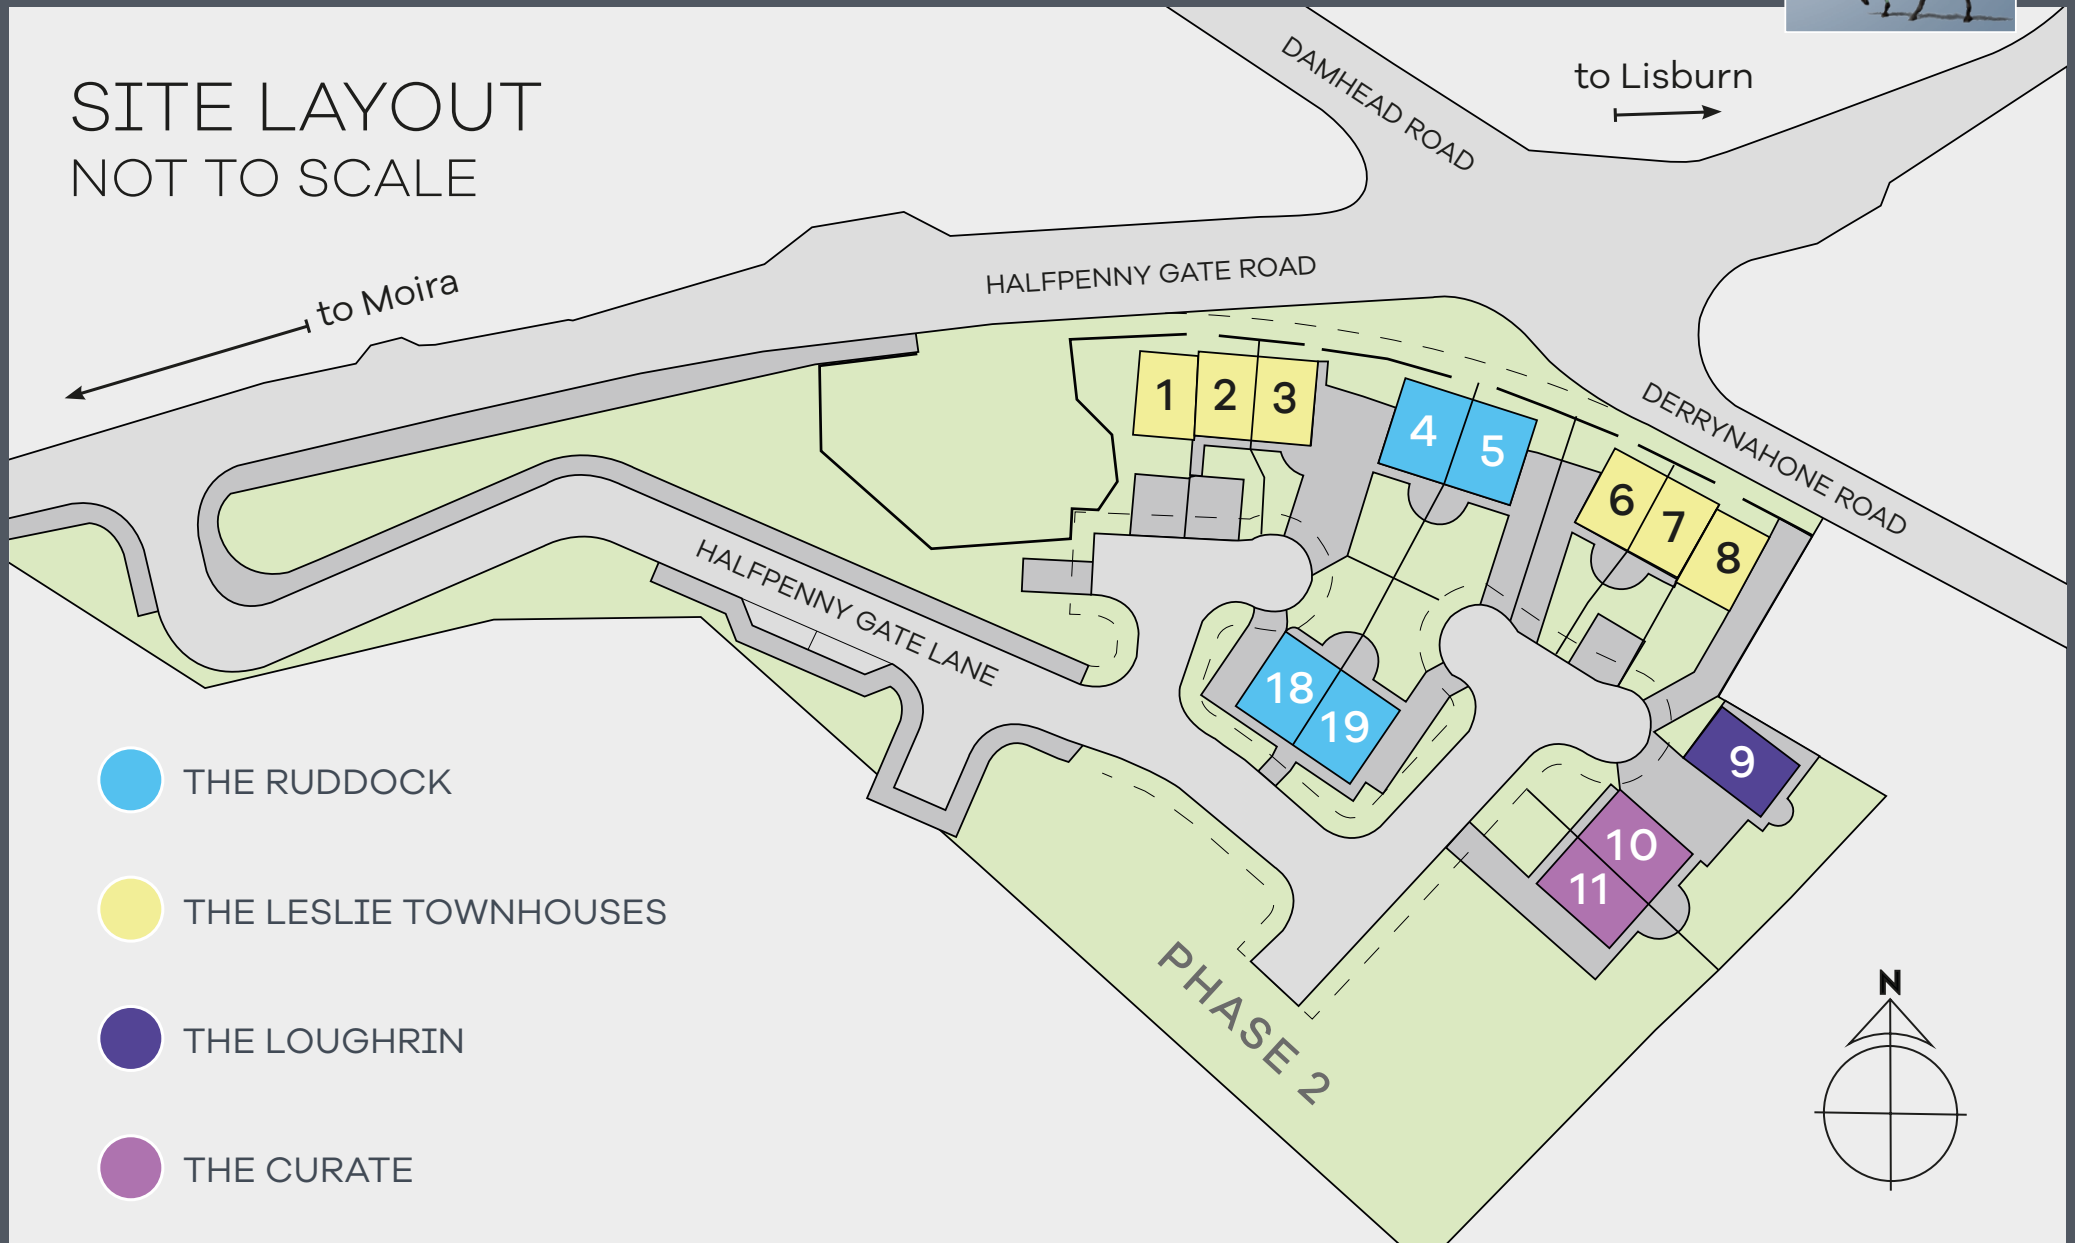 SITE LAYOUT
NOT TO SCALE
DAMHEAD ROAD
to Lisburn
HALFPENNY GATE ROAD
to Moira
DERRYNAHONE ROAD
1
2
3
4
5
6
7
8
HALFPENNY GATE LANE
18
19
9
10
11
THE RUDDOCK
THE LESLIE TOWNHOUSES
THE LOUGHRIN
THE CURATE
PHASE 2
N